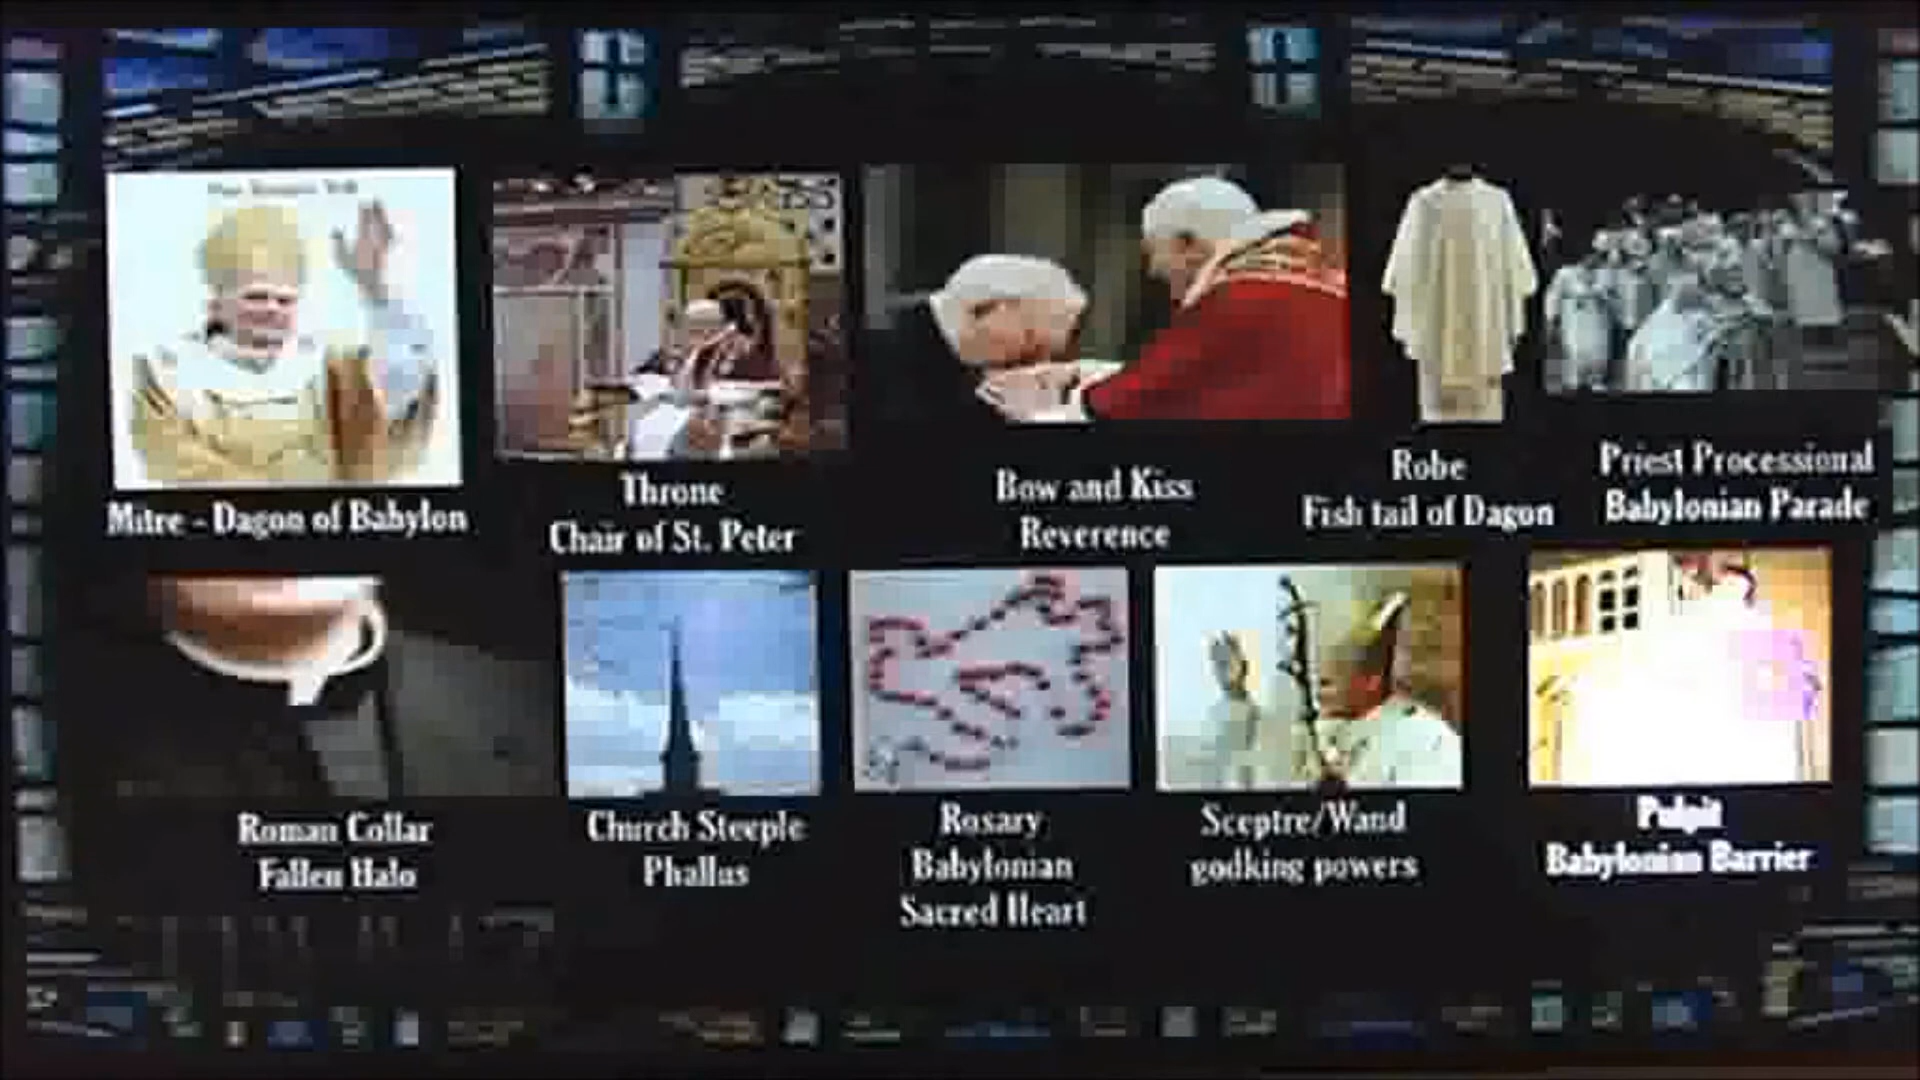 Mitre - Dagon of Babylon
Throne
Chair of St. Peter
Bow and Kiss
Reverence
Robe
Fish tail of Dagon
Priest Processional
Babylonian Parade
Roman Collar
Fallen Halo
Church Steeple
Phallus
Rosary
Babylonian
Sacred Heart
Sceptre/Wand
godking powers
Pulpit
Babylonian Barrier